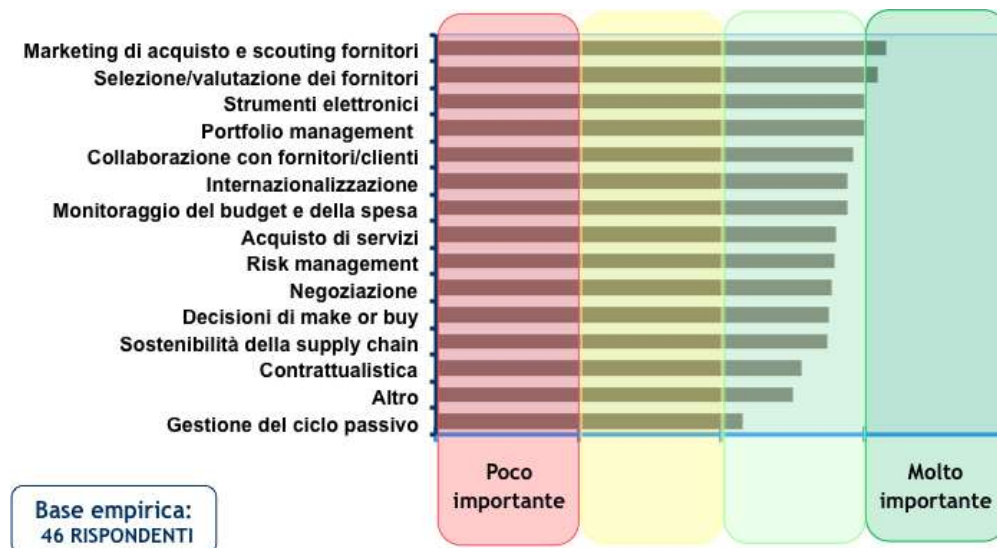 Marketing di acquisto e scouting fornitori
Selezione/valutazione dei fornitori
Strumenti elettronici
Portfolio management
Collaborazione con fornitori/clienti
Internazionalizzazione
Monitoraggio del budget e della spesa
Acquisto di servizi
Risk management
Negoziazione
Decisioni di make or buy
Sostenibilità della supply chain
Contrattualistica
Altro
Gestione del ciclo passivo
Poco
importante
Molto
importante
Base empirica:
46 RISPONDENTI